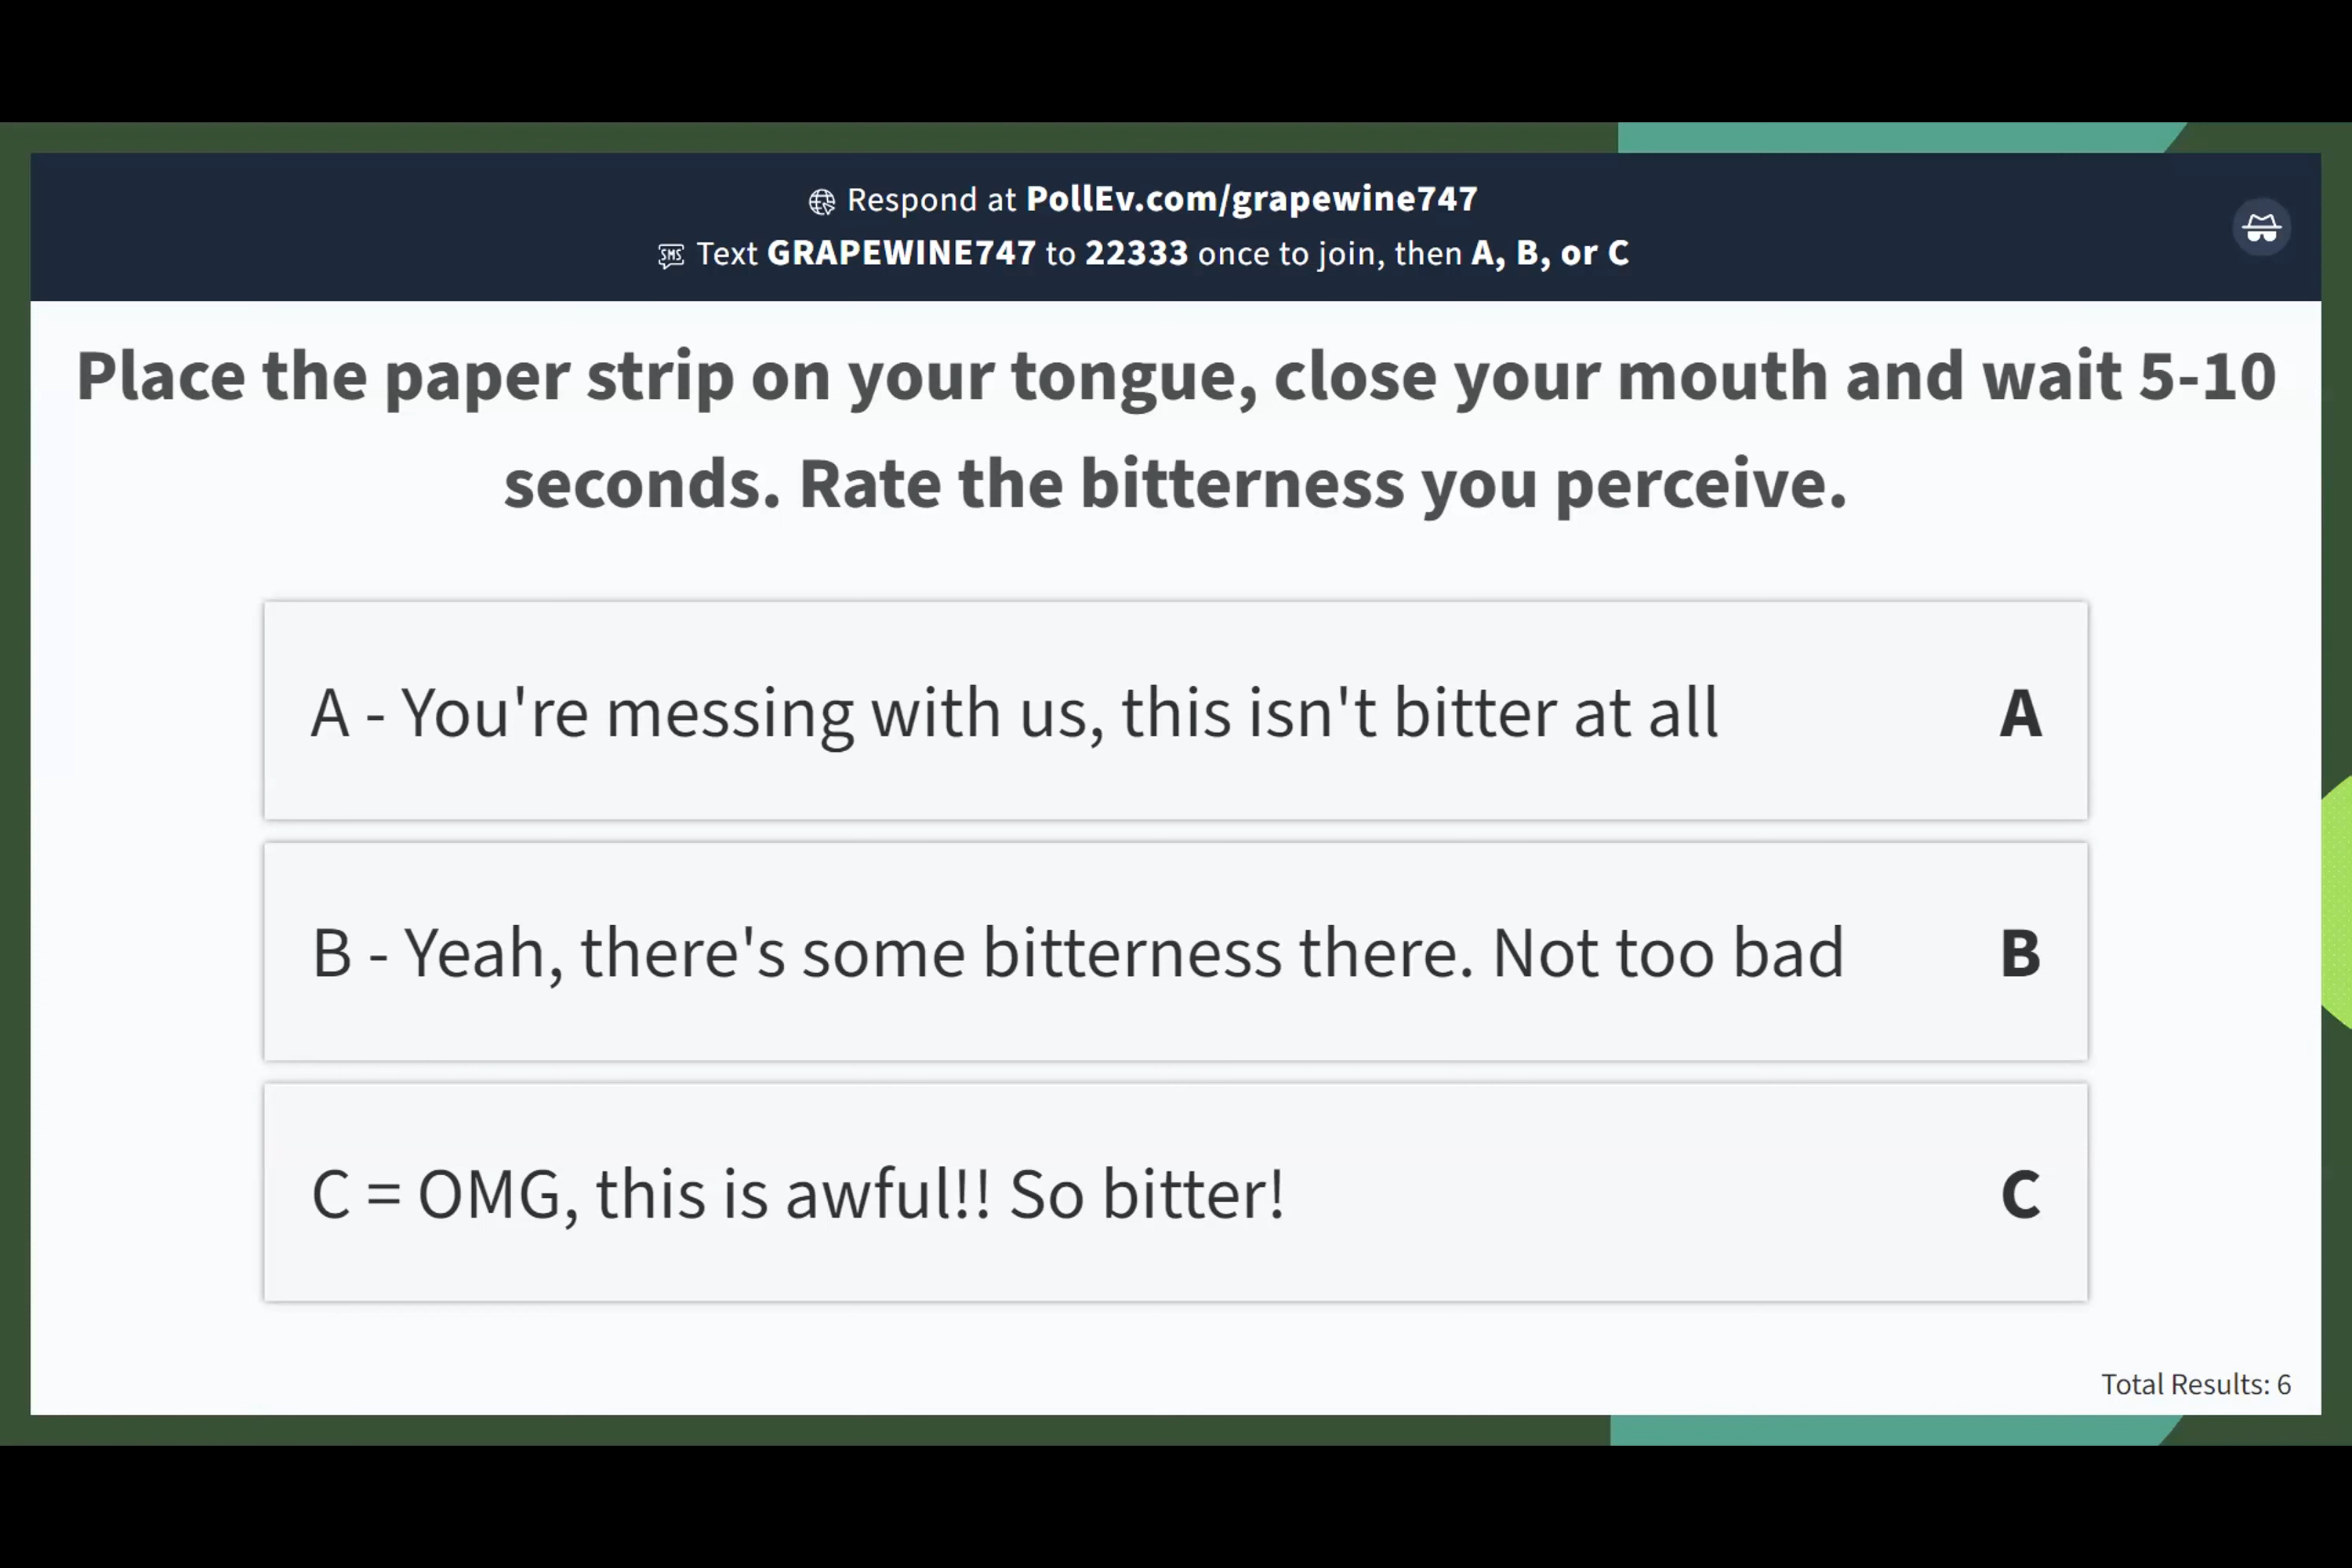 Respond at PollEv.com/grapewine747
Text GRAPEWINE747 to 22333 once to join, then A, B, or C
Place the paper strip on your tongue, close your mouth and wait 5-10
seconds. Rate the bitterness you perceive.
A - You're messing with us, this isn't bitter at all A
B - Yeah, there's some bitterness there. Not too bad B
C = OMG, this is awful!! So bitter! C
Total Results: 6